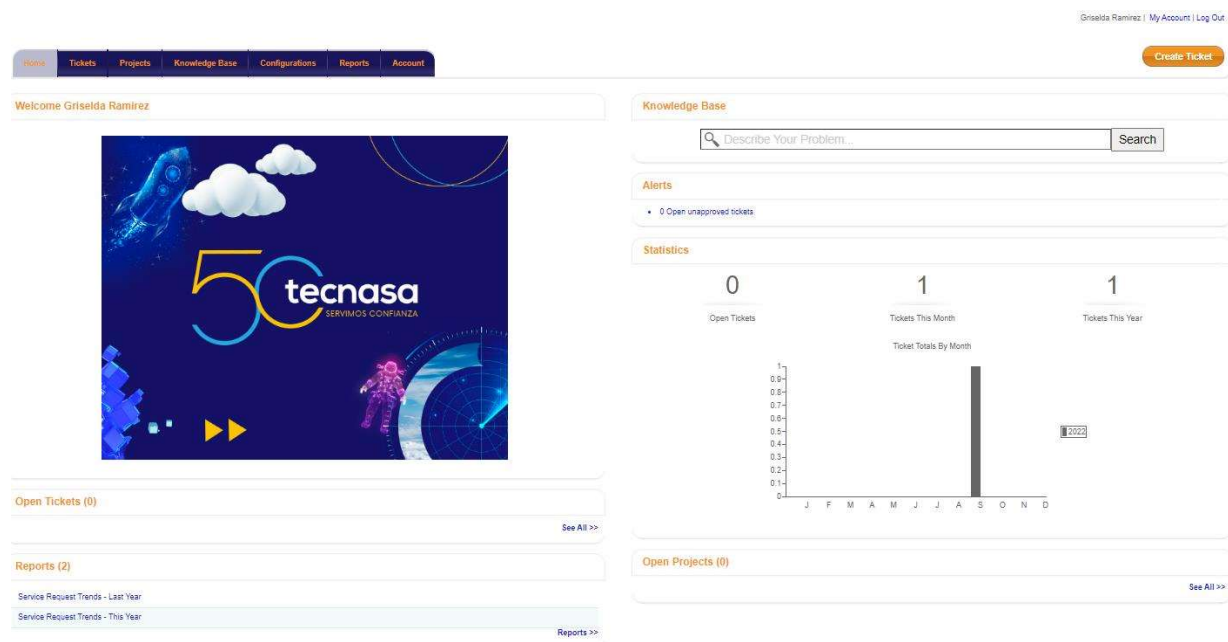 Griselda Ramirez | My Account | Log Out
Home Tickets Projects Knowledge Base Configurations Reports Account
Create Ticket
Welcome Griselda Ramirez
50 tecnasa
SERVIMOS CONFIANZA
Open Tickets (0)
See All >>
Reports (2)
Service Request Trends - Last Year
Service Request Trends - This Year
Reports >>
Knowledge Base
Describe Your Problem... Search
Alerts
• 0 Open unapproved tickets
Statistics
0 1 1
Open Tickets Tickets This Month Tickets This Year
Ticket Totals By Month
1
0.9
0.8
0.7
0.6
0.5
0.4
0.3
0.2
0.1
0
J F M A M J J A S O N D
2022
Open Projects (0)
See All >>